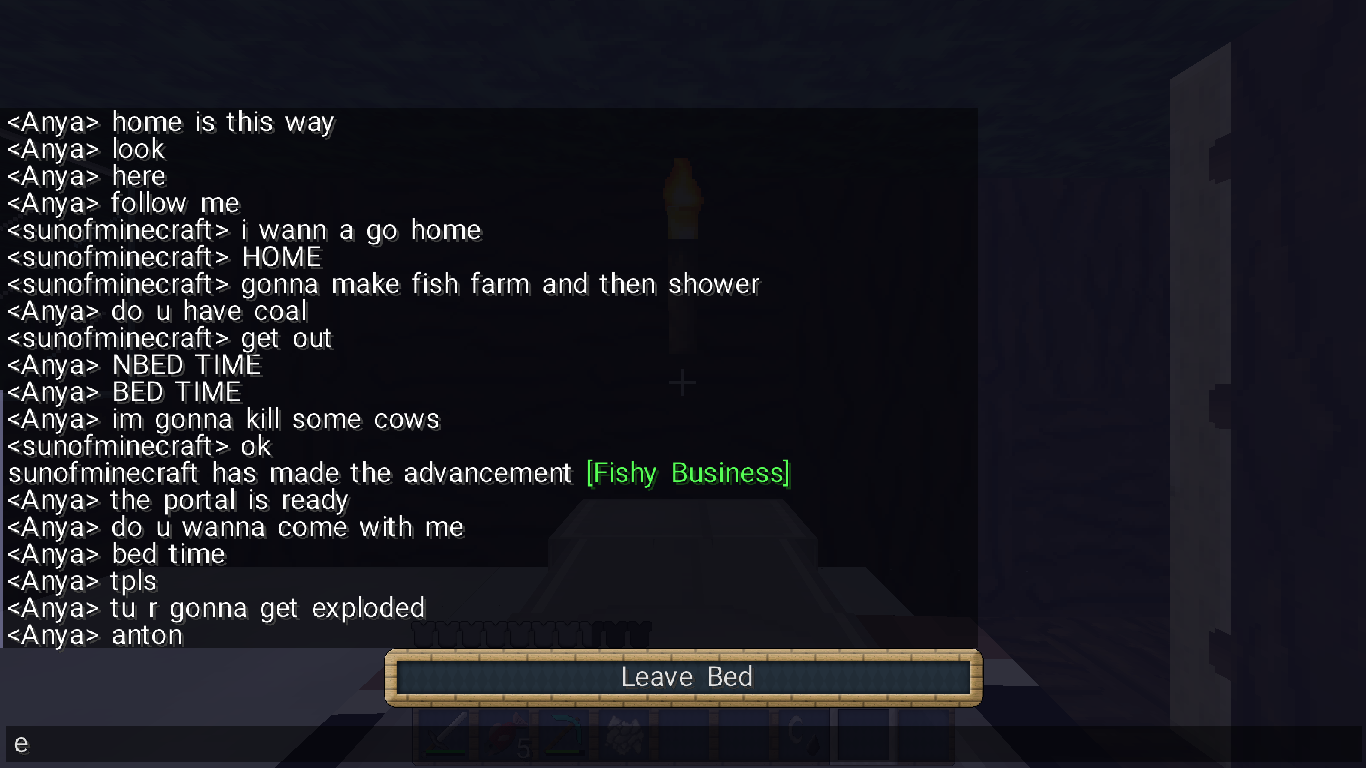 <Anya> home is this way
<Anya> look
<Anya> here
<Anya> follow me
<sunofminecraft> i wann a go home
<sunofminecraft> HOME
<sunofminecraft> gonna make fish farm and then shower
<Anya> do u have coal
<sunofminecraft> get out
<Anya> NBED TIME
<Anya> BED TIME
<Anya> im gonna kill some cows
<sunofminecraft> ok
sunofminecraft has made the advancement [Fishy Business]
<Anya> the portal is ready
<Anya> do u wanna come with me
<Anya> bed time
<Anya> tpls
<Anya> tu r gonna get exploded
<Anya> anton
Leave Bed
5
e